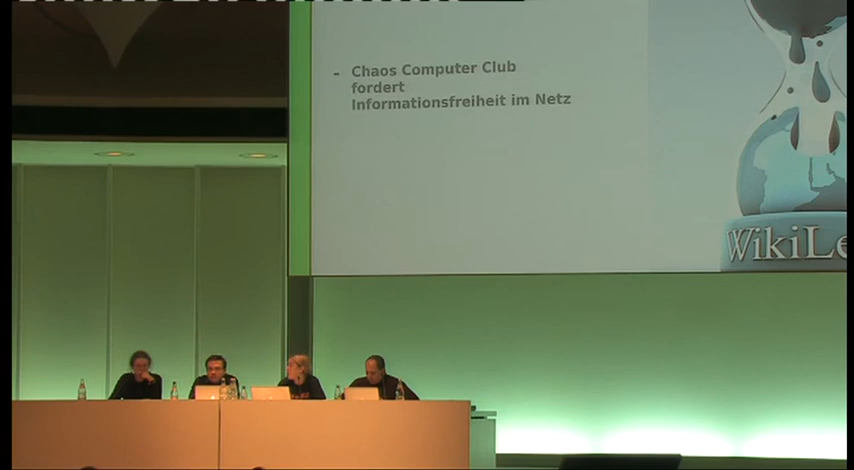 - Chaos Computer Club
fordert
Informationsfreiheit im Netz
WikiLe